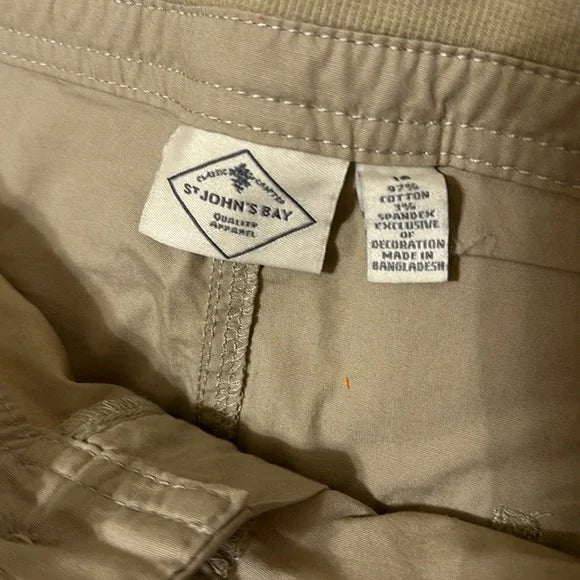 CLASSIC CRAFTED
ST JOHN'S BAY
QUALITY
APPAREL
97%
COTTON
3%
SPANDEX
EXCLUSIVE
OF
DECORATION
MADE IN
BANGLADESH